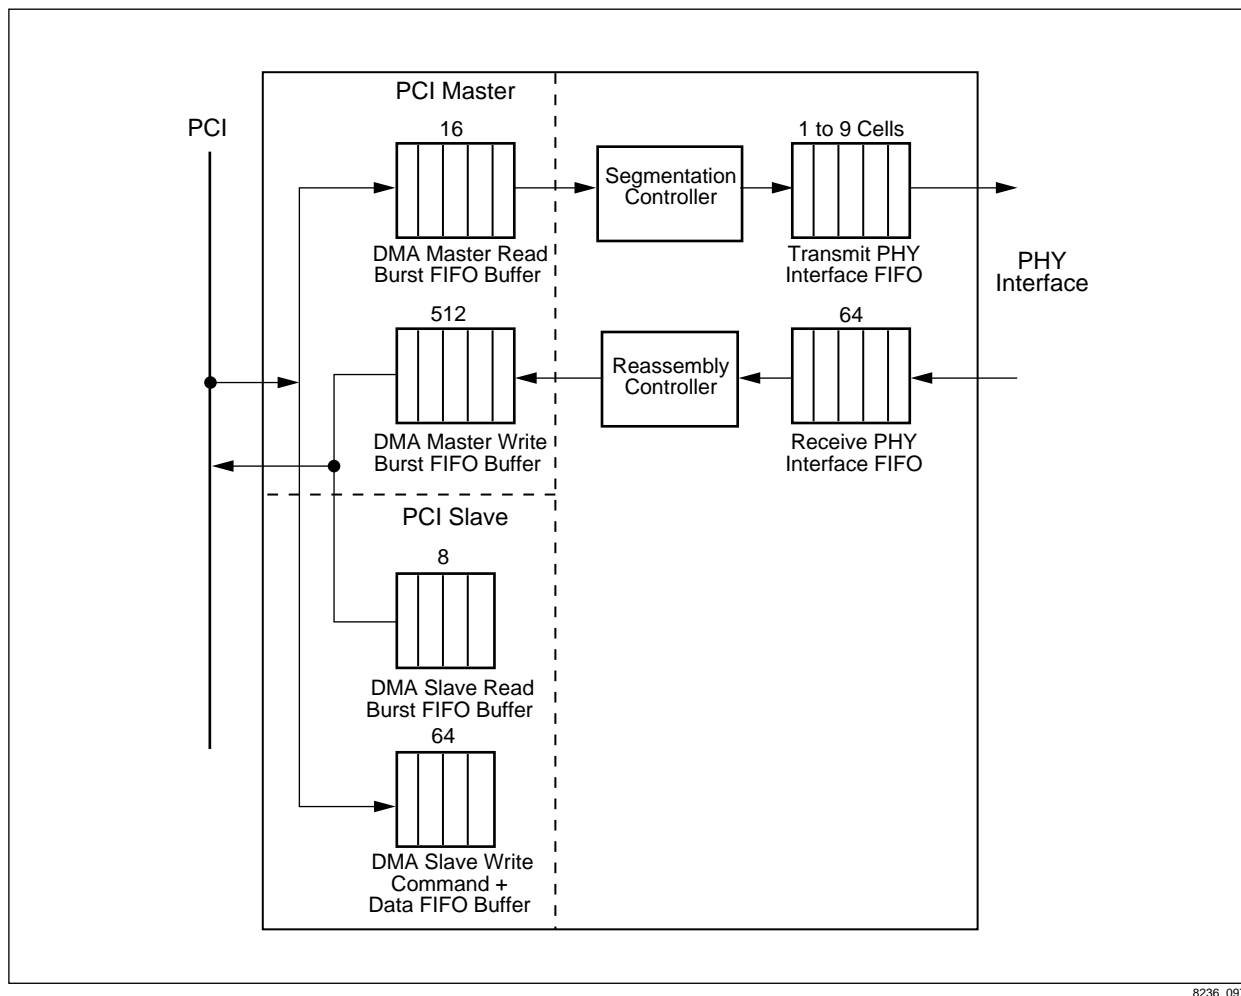 PCI
PCI Master
16
DMA Master Read
Burst FIFO Buffer
Segmentation
Controller
1 to 9 Cells
Transmit PHY
Interface FIFO
PHY
Interface
512
DMA Master Write
Burst FIFO Buffer
Reassembly
Controller
64
Receive PHY
Interface FIFO
PCI Slave
8
DMA Slave Read
Burst FIFO Buffer
64
DMA Slave Write
Command +
Data FIFO Buffer